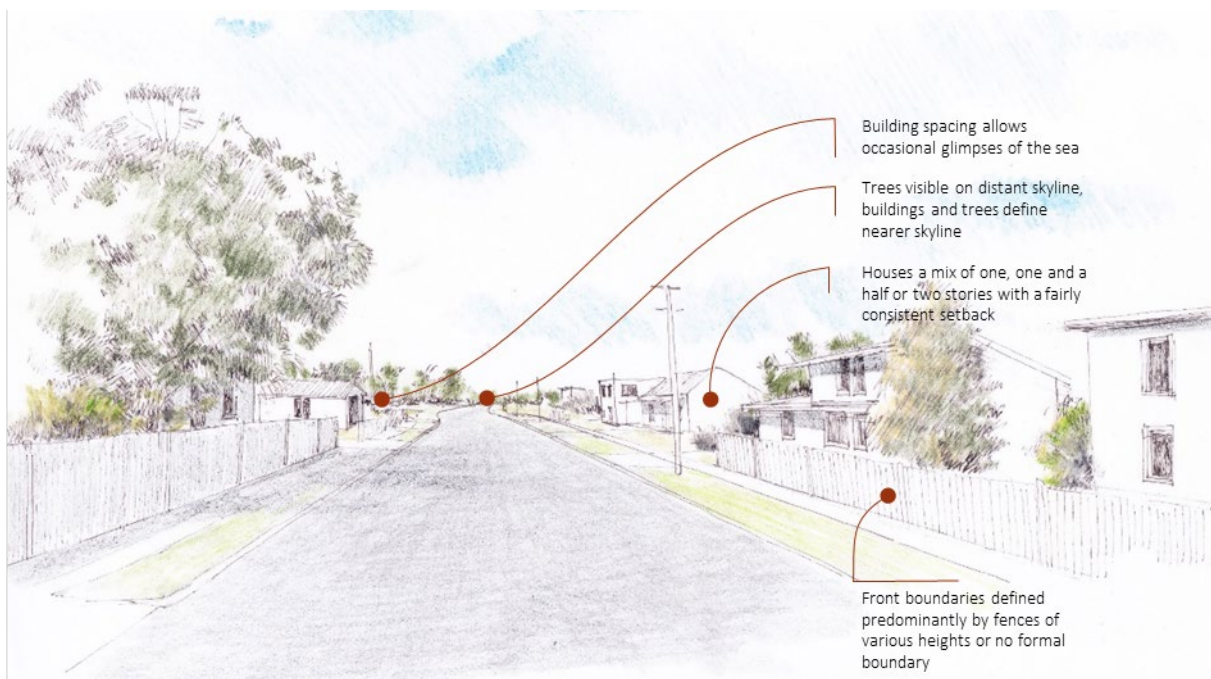 Building spacing allows
occasional glimpses of the sea
Trees visible on distant skyline,
buildings and trees define
nearer skyline
Houses a mix of one, one and a
half or two stories with a fairly
consistent setback
Front boundaries defined
predominantly by fences of
various heights or no formal
boundary